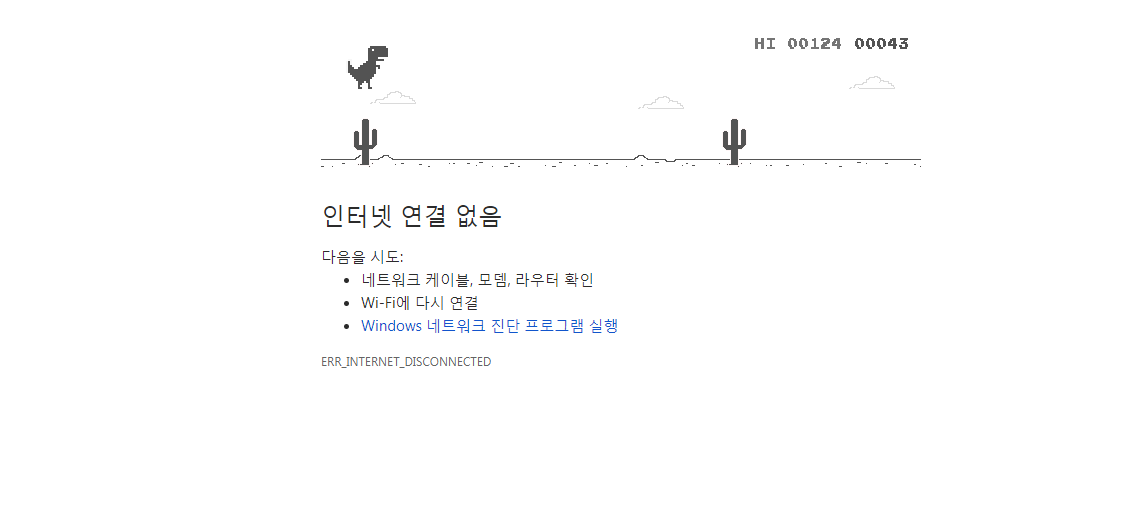 HI 00124 00043
인터넷 연결 없음
다음을 시도:
네트워크 케이블, 모뎀, 라우터 확인
Wi-Fi에 다시 연결
Windows 네트워크 진단 프로그램 실행
ERR_INTERNET_DISCONNECTED